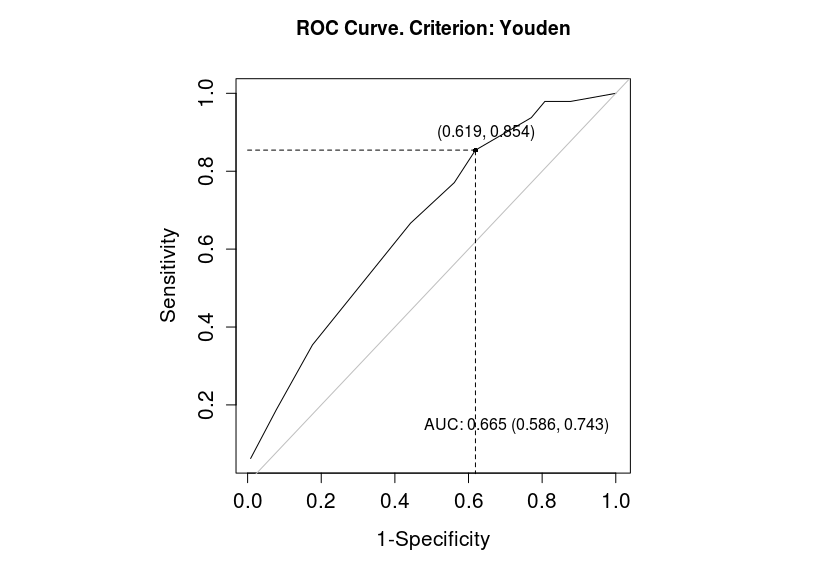 ROC Curve. Criterion: Youden
1.0
0.8
0.6
0.4
0.2
Sensitivity
(0.619, 0.854)
AUC: 0.665 (0.586, 0.743)
0.0 0.2 0.4 0.6 0.8 1.0
1-Specificity